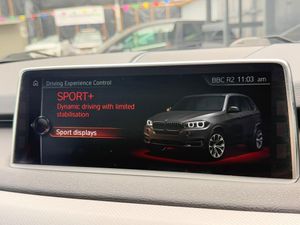 Driving Experience Control
BBC R2 11:03 am
SPORT+
Dynamic driving with limited
stabilisation
Sport displays